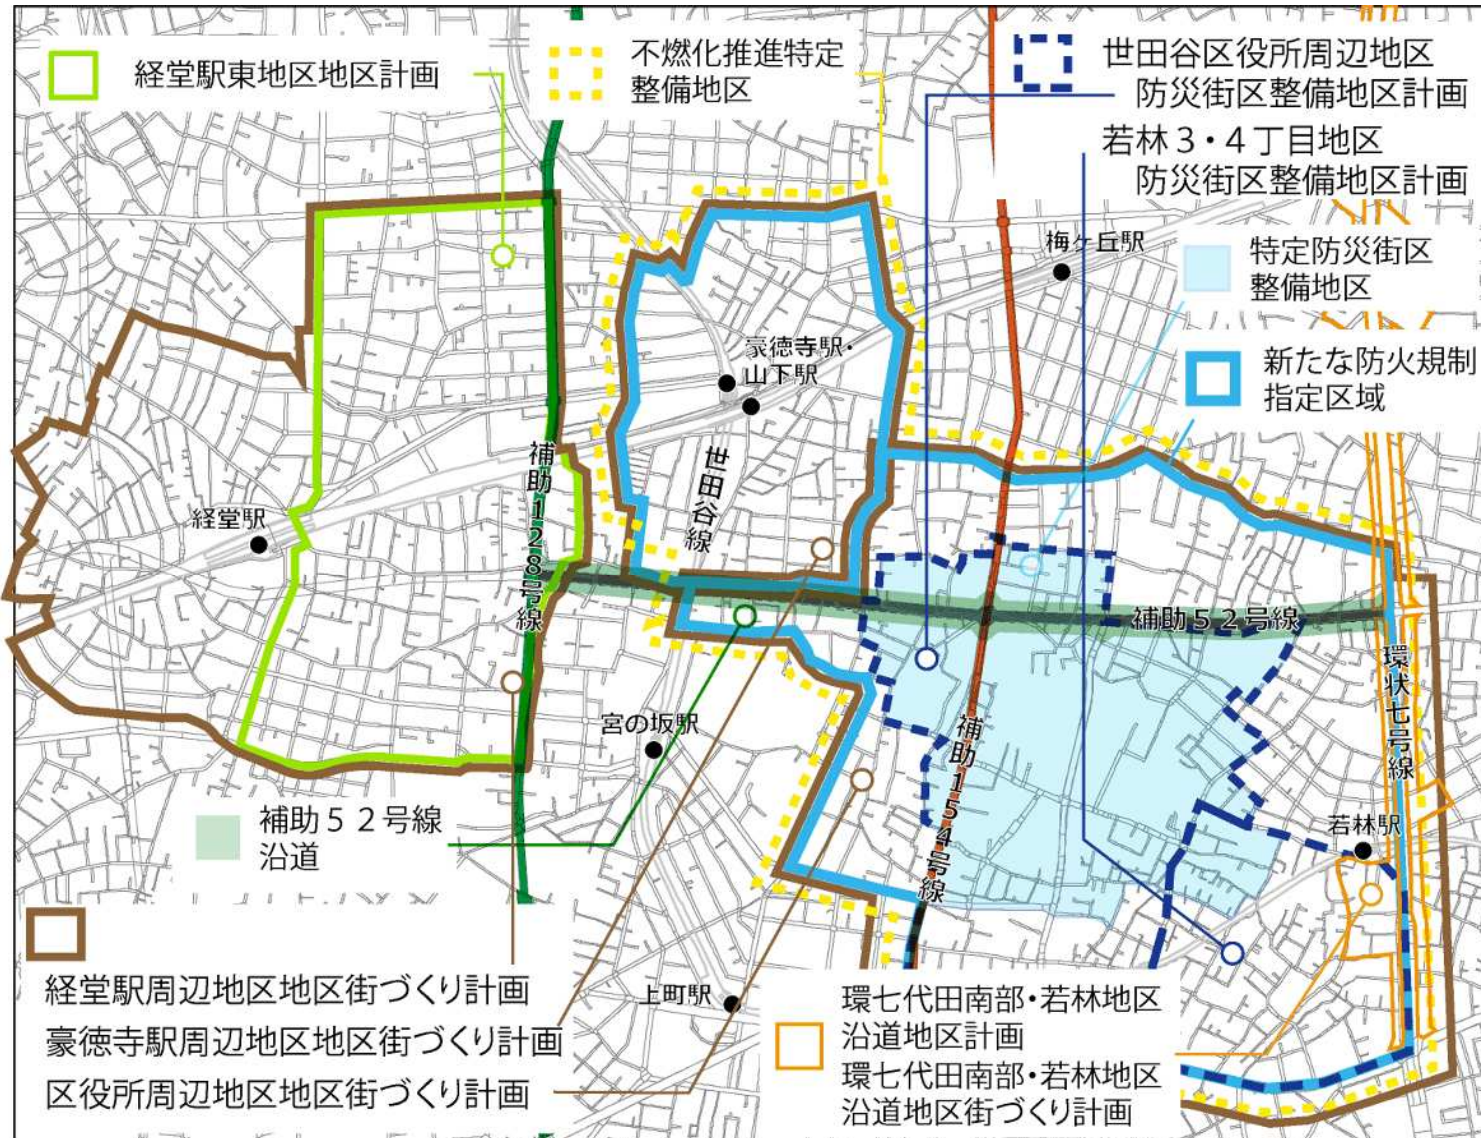 経堂駅東地区地区計画
不燃化推進特定
整備地区
世田谷区役所周辺地区
防災街区整備地区計画
若林３・４丁目地区
防災街区整備地区計画
梅ヶ丘駅
特定防災街区
整備地区
豪徳寺駅・
山下駅
新たな防火規制
指定区域
補助１２８号線
世田谷線
経堂駅
補助５２号線
環状七号線
宮の坂駅
補助１５４号線
補助５２号線
沿道
若林駅
経堂駅周辺地区地区街づくり計画
豪徳寺駅周辺地区地区街づくり計画
区役所周辺地区地区街づくり計画
上町駅
環七代田南部・若林地区
沿道地区計画
環七代田南部・若林地区
沿道地区街づくり計画